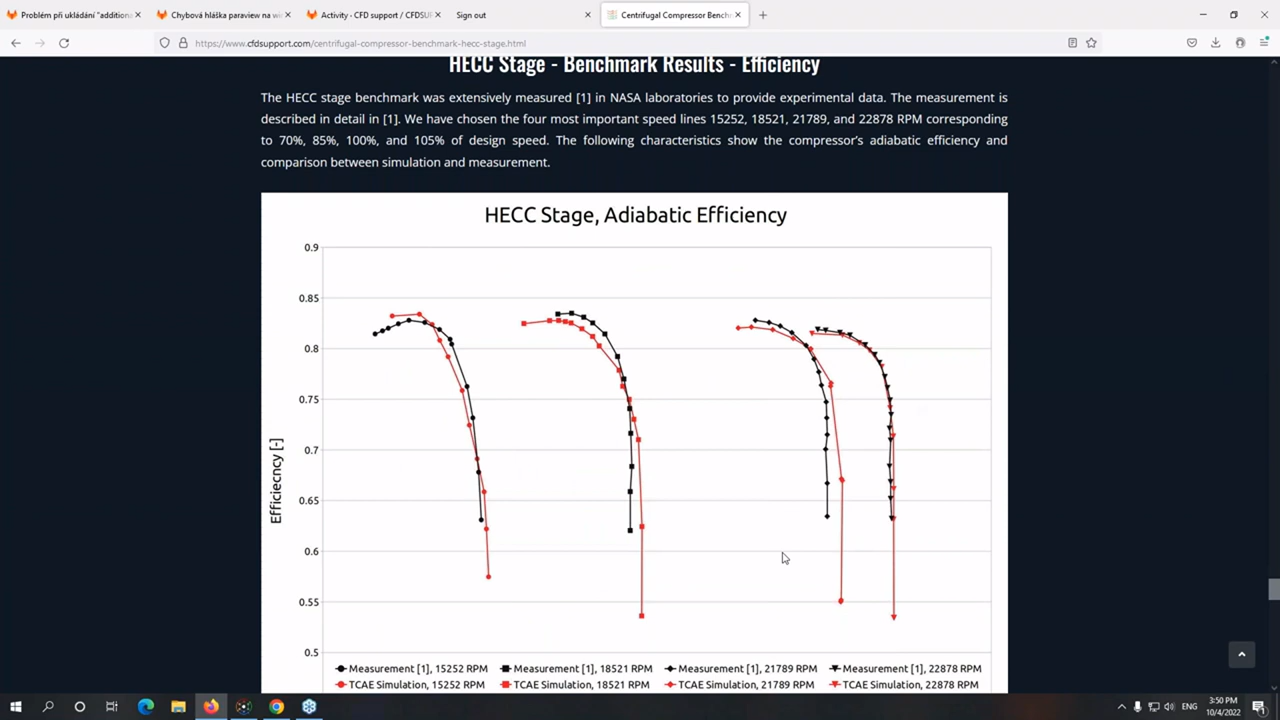 Problém při ukládání "addition
Chybová hláška paraview na wi
Activity - CFD support / CFDSUF
Sign out
Centrifugal Compressor Bench
https://www.cfdsupport.com/centrifugal-compressor-benchmark-hecc-stage.html
HECC Stage - Benchmark Results - Efficiency
The HECC stage benchmark was extensively measured [1] in NASA laboratories to provide experimental data. The measurement is
described in detail in [1]. We have chosen the four most important speed lines 15252, 18521, 21789, and 22878 RPM corresponding
to 70%, 85%, 100%, and 105% of design speed. The following characteristics show the compressor's adiabatic efficiency and
comparison between simulation and measurement.
HECC Stage, Adiabatic Efficiency
0.9
0.85
0.8
0.75
0.7
0.65
0.6
0.55
0.5
Efficiecncy [-]
Measurement [1], 15252 RPM
Measurement [1], 18521 RPM
Measurement [1], 21789 RPM
Measurement [1], 22878 RPM
TCAE Simulation, 15252 RPM
TCAE Simulation, 18521 RPM
TCAE Simulation, 21789 RPM
TCAE Simulation, 22878 RPM
ENG
3:50 PM
10/4/2022